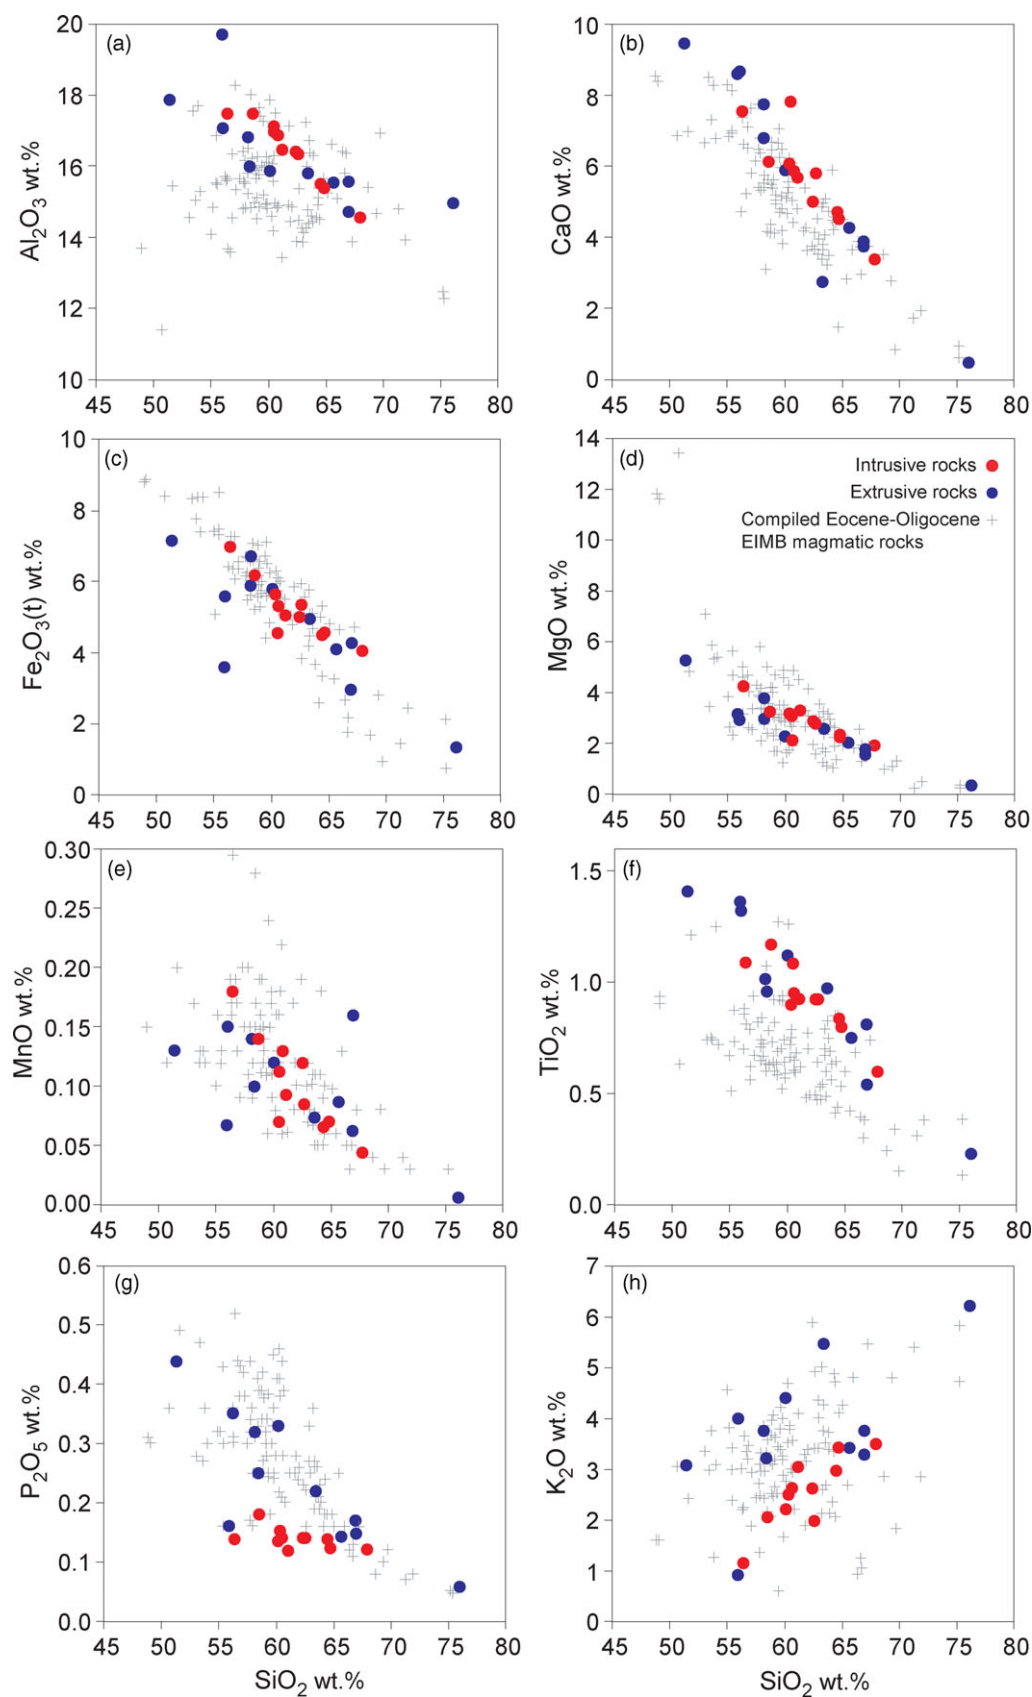 (a)
20
18
16
14
12
10
Al₂O₃ wt.%
45 50 55 60 65 70 75 80
(b)
10
8
6
4
2
0
CaO wt.%
45 50 55 60 65 70 75 80
(c)
10
8
6
4
2
0
Fe₂O₃(t) wt.%
45 50 55 60 65 70 75 80
(d)
14
12
10
8
6
4
2
0
MgO wt.%
Intrusive rocks
Extrusive rocks
Compiled Eocene-Oligocene
EIMB magmatic rocks
45 50 55 60 65 70 75 80
(e)
0.30
0.25
0.20
0.15
0.10
0.05
0.00
MnO wt.%
45 50 55 60 65 70 75 80
(f)
1.5
1.0
0.5
0.0
TiO₂ wt.%
45 50 55 60 65 70 75 80
(g)
0.6
0.5
0.4
0.3
0.2
0.1
0.0
P₂O₅ wt.%
45 50 55 60 65 70 75 80
SiO₂ wt.%
(h)
7
6
5
4
3
2
1
0
K₂O wt.%
45 50 55 60 65 70 75 80
SiO₂ wt.%